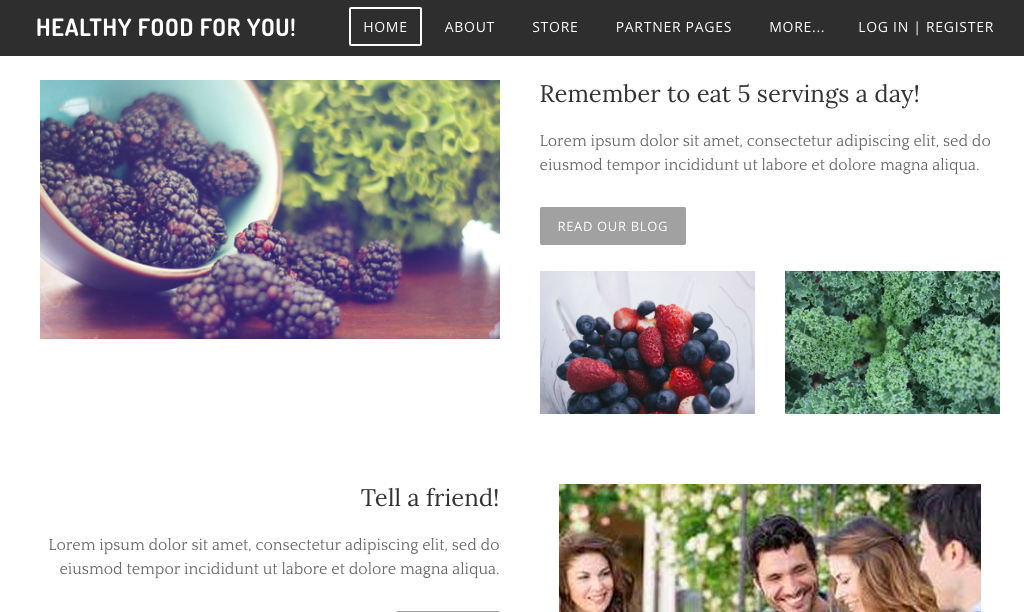 HEALTHY FOOD FOR YOU!
HOME
ABOUT
STORE
PARTNER PAGES
MORE...
LOG IN | REGISTER
Remember to eat 5 servings a day!
Lorem ipsum dolor sit amet, consectetur adipiscing elit, sed do
eiusmod tempor incididunt ut labore et dolore magna aliqua.
READ OUR BLOG
Tell a friend!
Lorem ipsum dolor sit amet, consectetur adipiscing elit, sed do
eiusmod tempor incididunt ut labore et dolore magna aliqua.